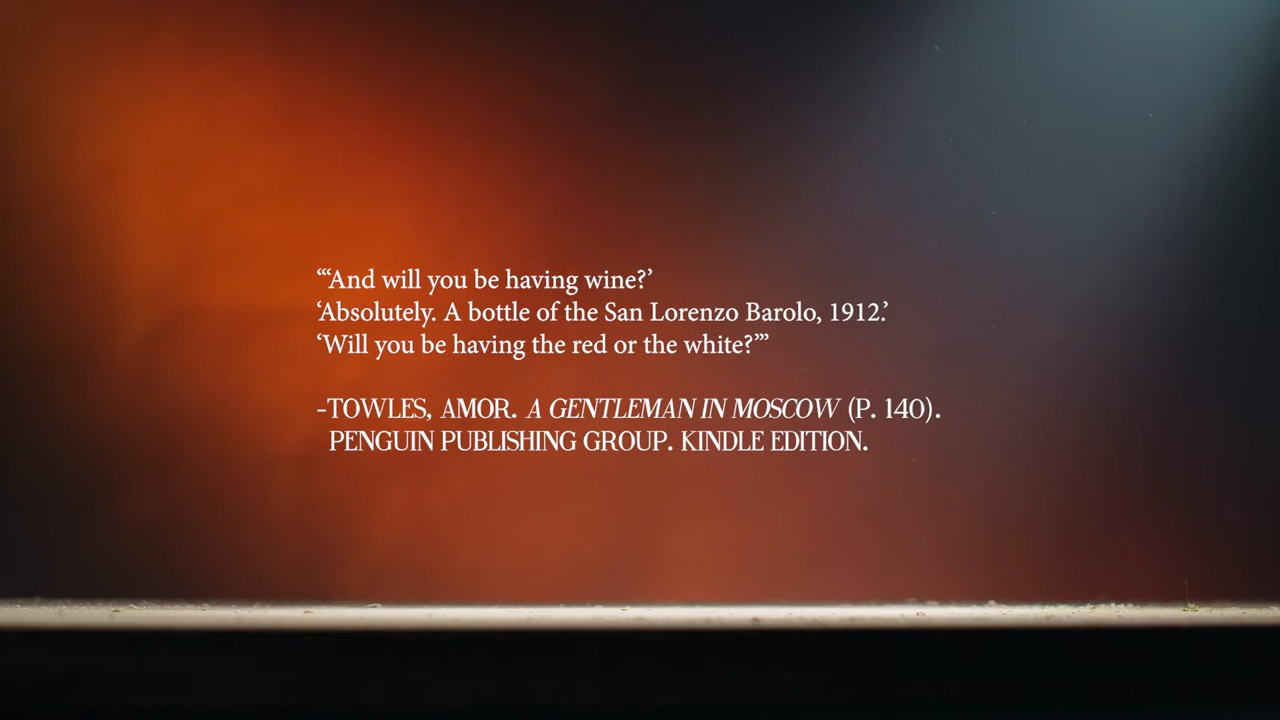 “‘And will you be having wine?’
‘Absolutely. A bottle of the San Lorenzo Barolo, 1912.’
‘Will you be having the red or the white?’”
-TOWLES, AMOR. A GENTLEMAN IN MOSCOW (P. 140).
PENGUIN PUBLISHING GROUP. KINDLE EDITION.